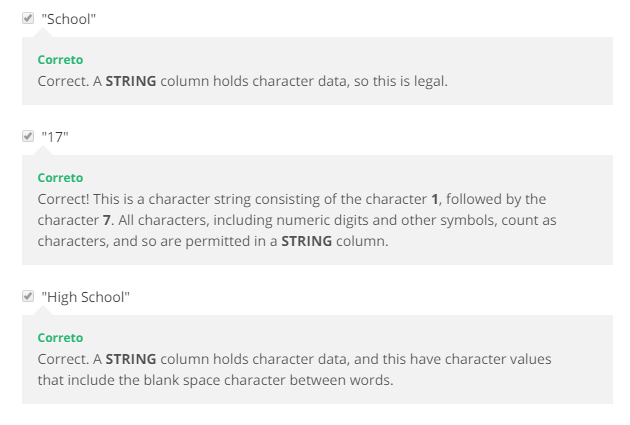 "School"
Correto
Correct. A STRING column holds character data, so this is legal.
"17"
Correto
Correct! This is a character string consisting of the character 1, followed by the
character 7. All characters, including numeric digits and other symbols, count as
characters, and so are permitted in a STRING column.
"High School"
Correto
Correct. A STRING column holds character data, and this have character values
that include the blank space character between words.